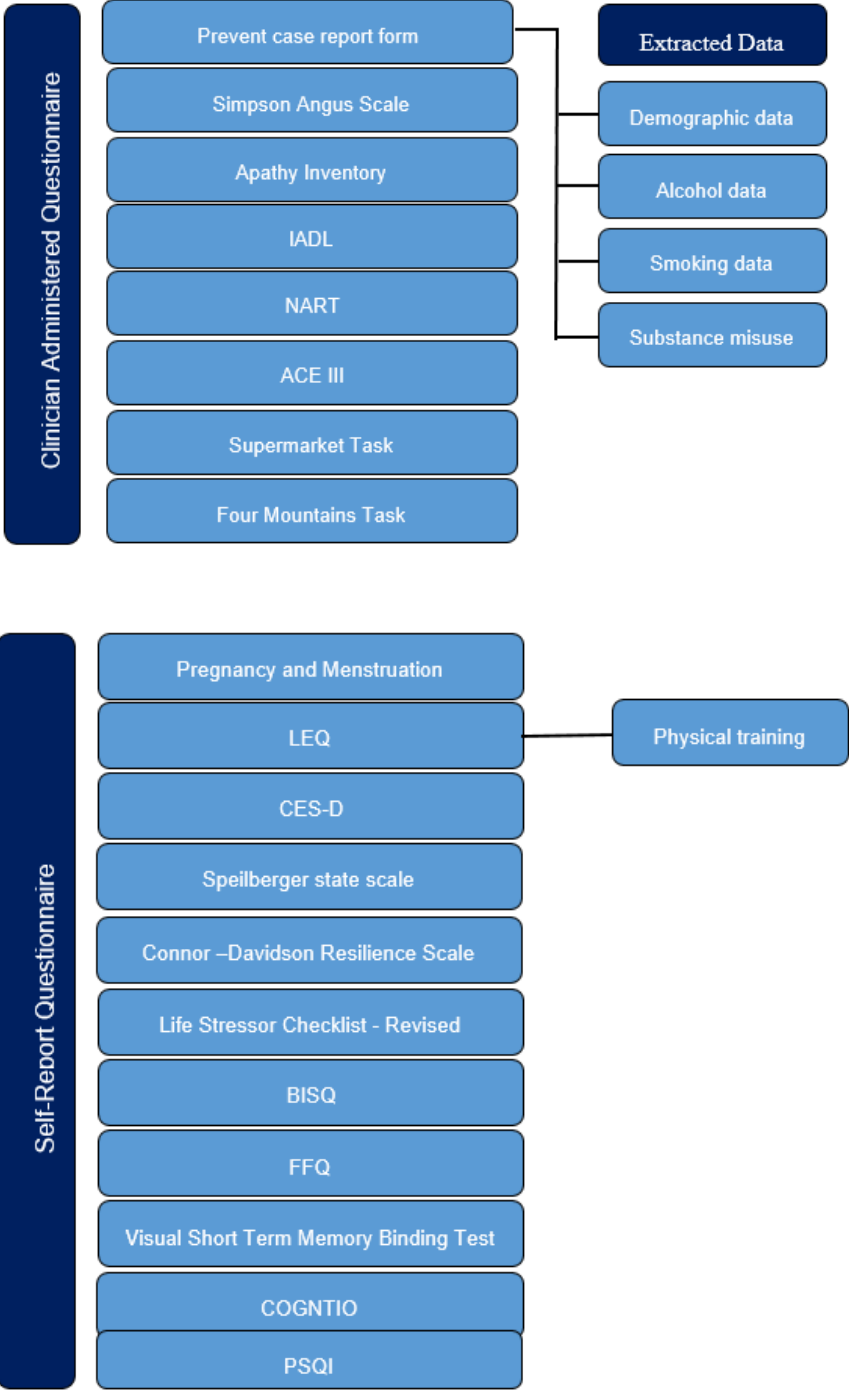 Clinician Administered Questionnaire
Prevent case report form
Simpson Angus Scale
Apathy Inventory
IADL
NART
ACE III
Supermarket Task
Four Mountains Task
Extracted Data
Demographic data
Alcohol data
Smoking data
Substance misuse
Self-Report Questionnaire
Pregnancy and Menstruation
LEQ
Physical training
CES-D
Speilberger state scale
Connor –Davidson Resilience Scale
Life Stressor Checklist - Revised
BISQ
FFQ
Visual Short Term Memory Binding Test
COGNTIO
PSQI